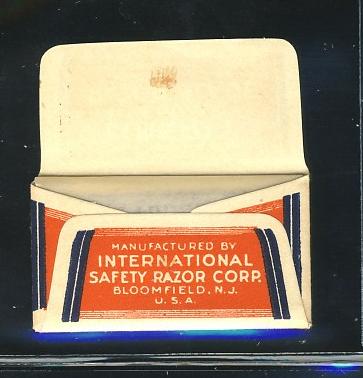 MANUFACTURED BY
INTERNATIONAL
SAFETY RAZOR CORP.
BLOOMFIELD, N.J.
U.S.A.